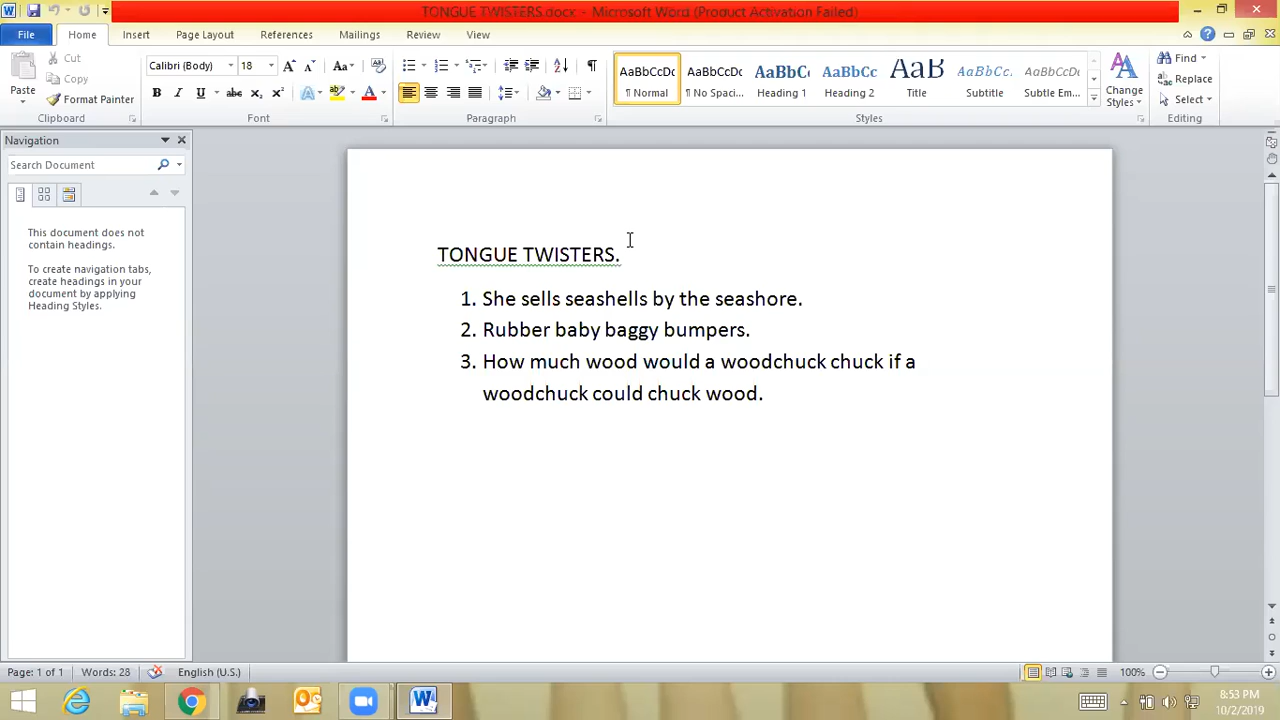 TONGUE TWISTERS.docx - Microsoft Word (Product Activation Failed)
File Home Insert Page Layout References Mailings Review View
Cut
Copy
Paste
Format Painter
Clipboard
Calibri (Body) 18
Aa
B I U abc X₂ X² A ab A
Font
Paragraph
AaBbCcDc AaBbCcDc AaBbC AaBbCc AaB AaBbCc. AaBbCcDc
¶ Normal ¶ No Spaci... Heading 1 Heading 2 Title Subtitle Subtle Em...
Styles
Change
Styles
Find
Replace
Select
Editing
Navigation
Search Document
This document does not
contain headings.
To create navigation tabs,
create headings in your
document by applying
Heading Styles.
TONGUE TWISTERS.
1. She sells seashells by the seashore.
2. Rubber baby baggy bumpers.
3. How much wood would a woodchuck chuck if a
woodchuck could chuck wood.
Page: 1 of 1 Words: 28 English (U.S.) 100%
8:53 PM
10/2/2019